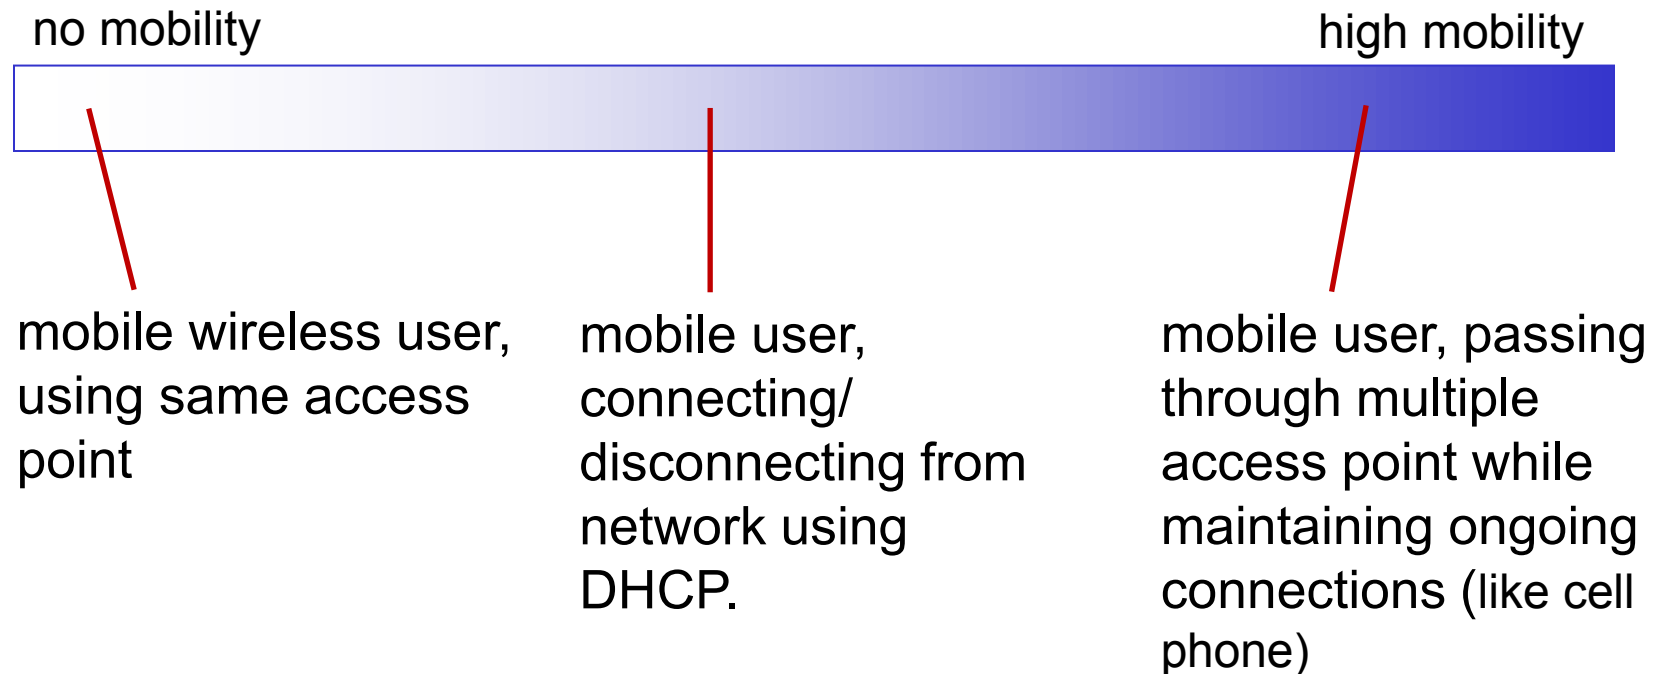 no mobility
high mobility
mobile wireless user,
using same access
point
mobile user,
connecting/
disconnecting from
network using
DHCP.
mobile user, passing
through multiple
access point while
maintaining ongoing
connections (like cell
phone)